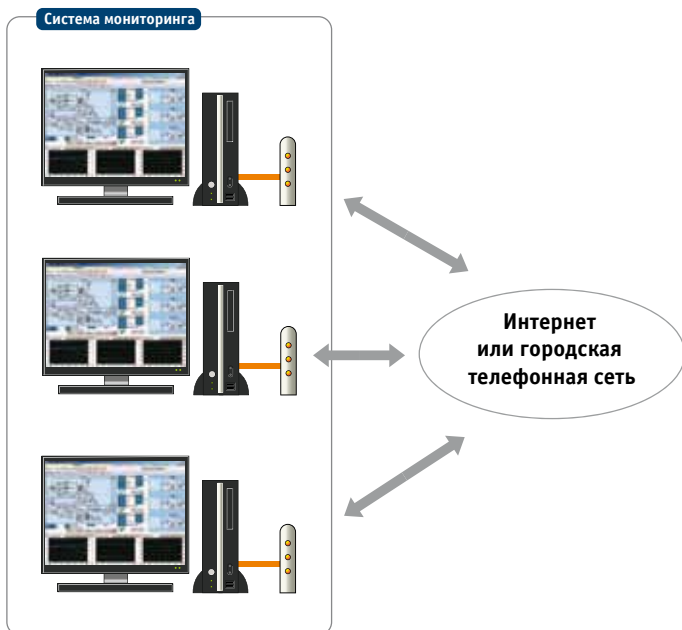 Система мониторинга
Интернет
или городская
телефонная сеть